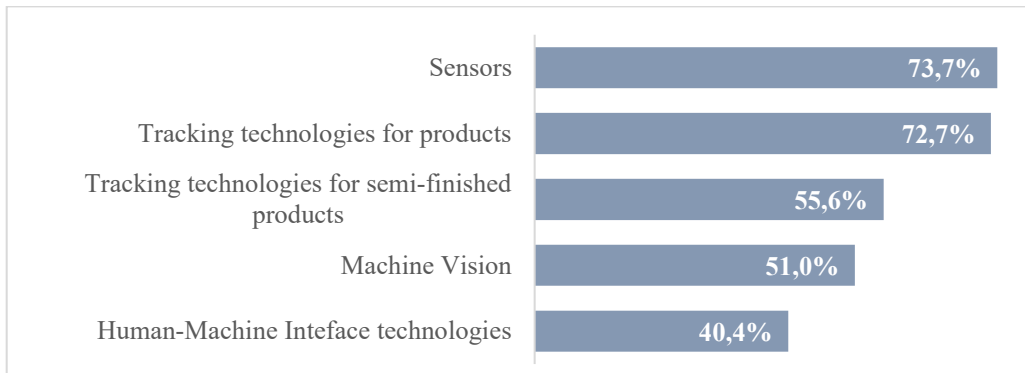 Sensors
73,7%
Tracking technologies for products
72,7%
Tracking technologies for semi-finished
products
55,6%
Machine Vision
51,0%
Human-Machine Inteface technologies
40,4%